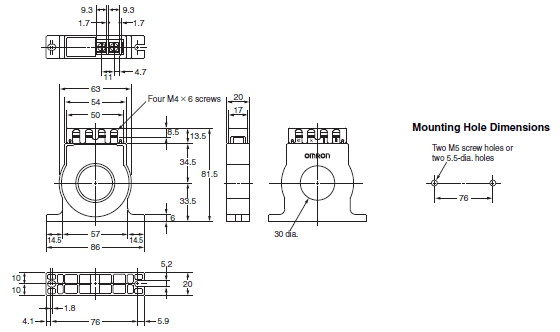 9.3 9.3
1.7 1.7
11 4.7
63
54
50
Four M4 × 6 screws
8.5
13.5
34.5
81.5
33.5
6
14.5 57 14.5
86
20
17
OMRON
30 dia.
Mounting Hole Dimensions
Two M5 screw holes or
two 5.5-dia. holes
76
5.2
10
10
20
1.8
4.1 76 5.9